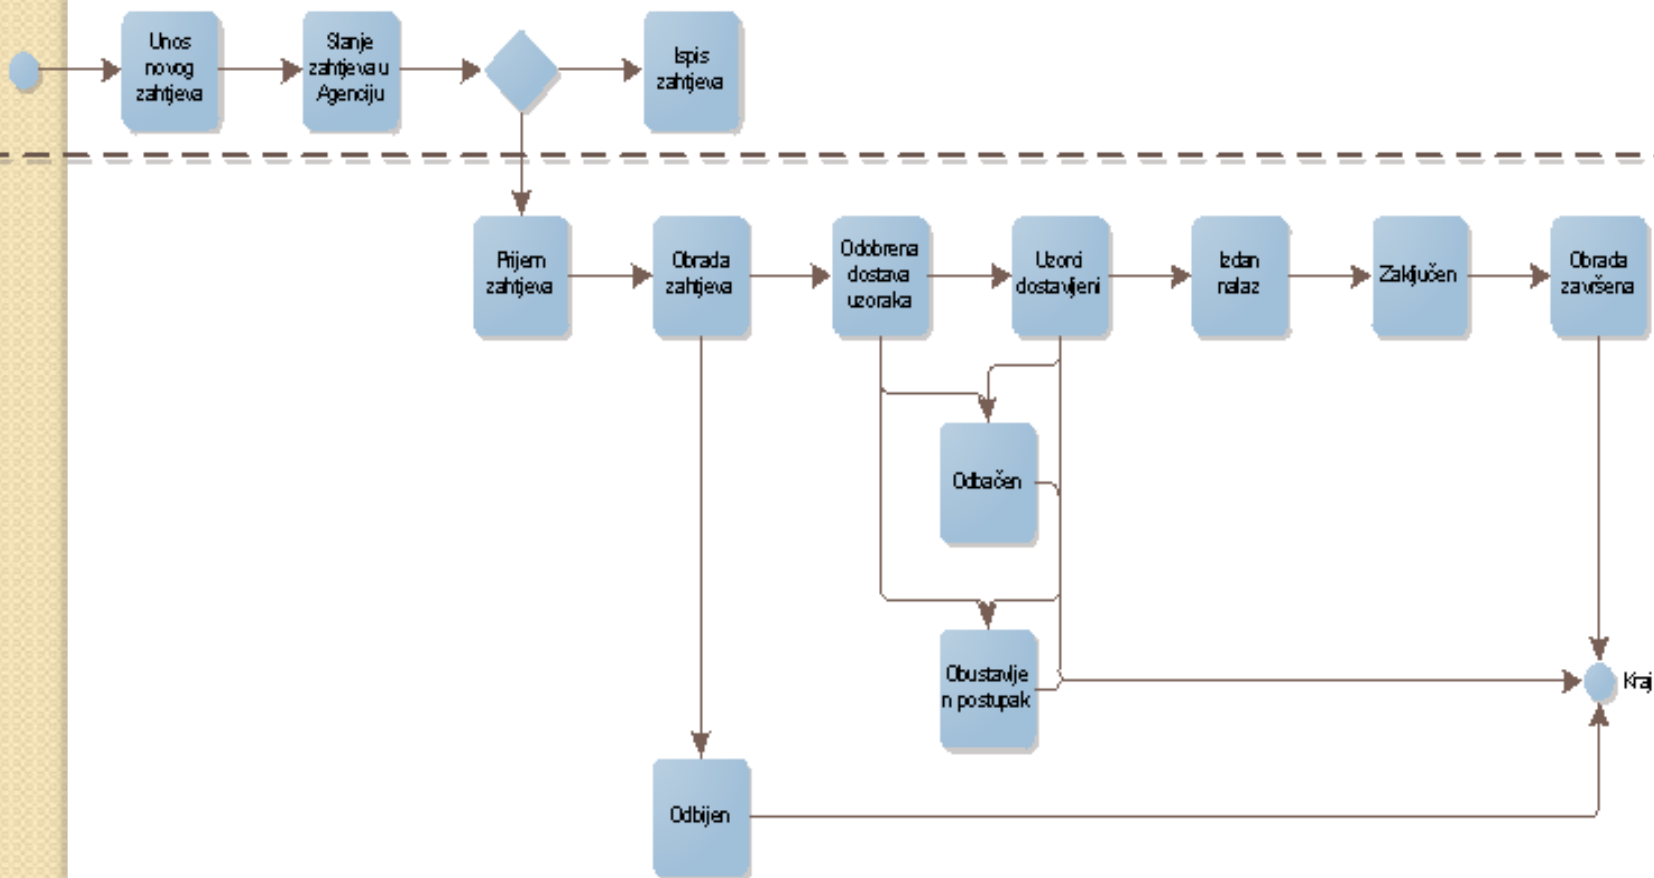 Unos
novog
zahtjeva
Slanje
zahtjeva u
Agenciju
Ispis
zahtjeva
Prijem
zahtjeva
Obrada
zahtjeva
Odobrena
dostava
uzoraka
Uzorci
dostavljeni
Izdan
nalaz
Zaključen
Obrada
završena
Odbačen
Obustavlje
n postupak
Kraj
Odbijen